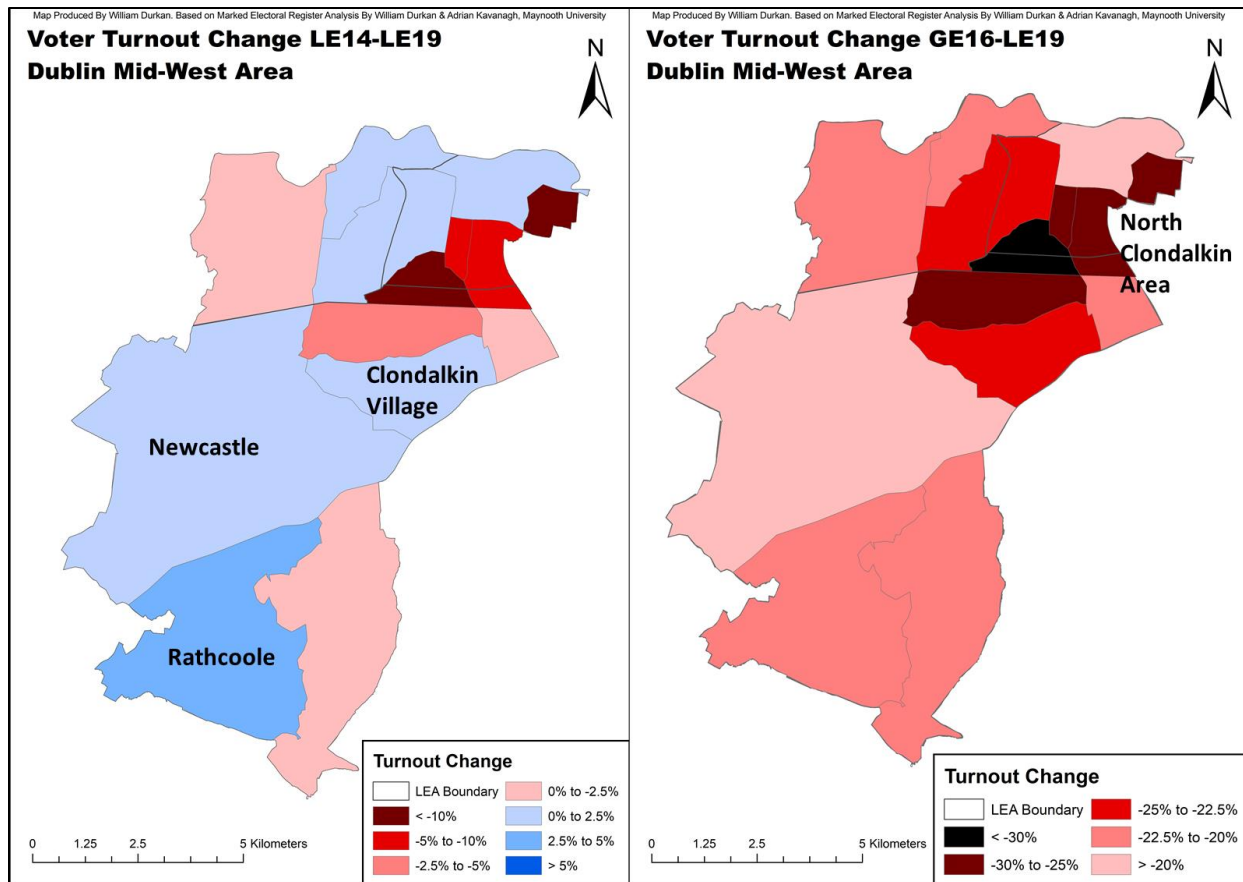 Map Produced By William Durkan. Based on Marked Electoral Register Analysis By William Durkan & Adrian Kavanagh, Maynooth University
Voter Turnout Change LE14-LE19
Dublin Mid-West Area
N
Clondalkin
Village
Newcastle
Rathcoole
Turnout Change
LEA Boundary
< -10%
-5% to -10%
-2.5% to -5%
0% to -2.5%
0% to 2.5%
2.5% to 5%
> 5%
0 1.25 2.5 5 Kilometers
Map Produced By William Durkan. Based on Marked Electoral Register Analysis By William Durkan & Adrian Kavanagh, Maynooth University
Voter Turnout Change GE16-LE19
Dublin Mid-West Area
N
North
Clondalkin
Area
Turnout Change
LEA Boundary
< -30%
-30% to -25%
-25% to -22.5%
-22.5% to -20%
> -20%
0 1.25 2.5 5 Kilometers